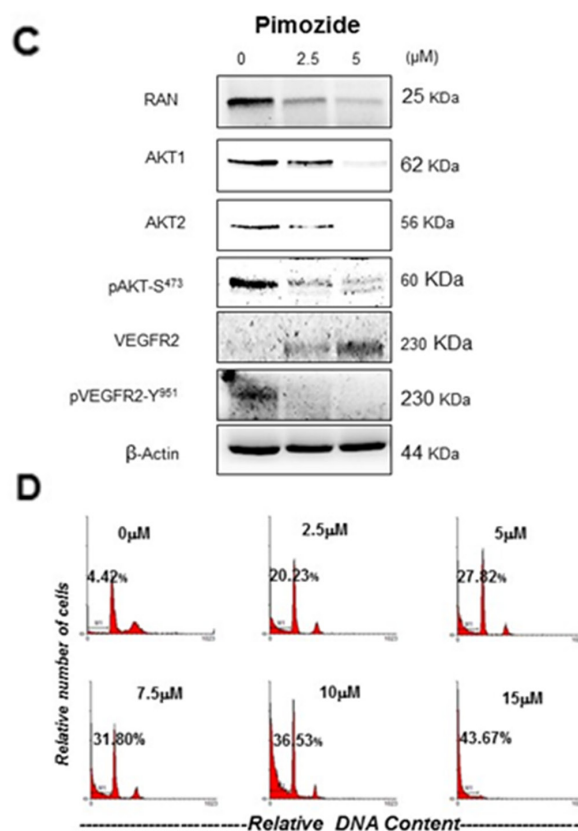 C
Pimozide
0 2.5 5 (μM)
RAN 25 KDa
AKT1 62 KDa
AKT2 56 KDa
pAKT-S⁴⁷³ 60 KDa
VEGFR2 230 KDa
pVEGFR2-Y⁹⁵¹ 230 KDa
β-Actin 44 KDa
D
0μM 2.5μM 5μM
4.42% 20.23% 27.82%
7.5μM 10μM 15μM
31.80% 36.53% 43.67%
Relative number of cells
Relative DNA Content